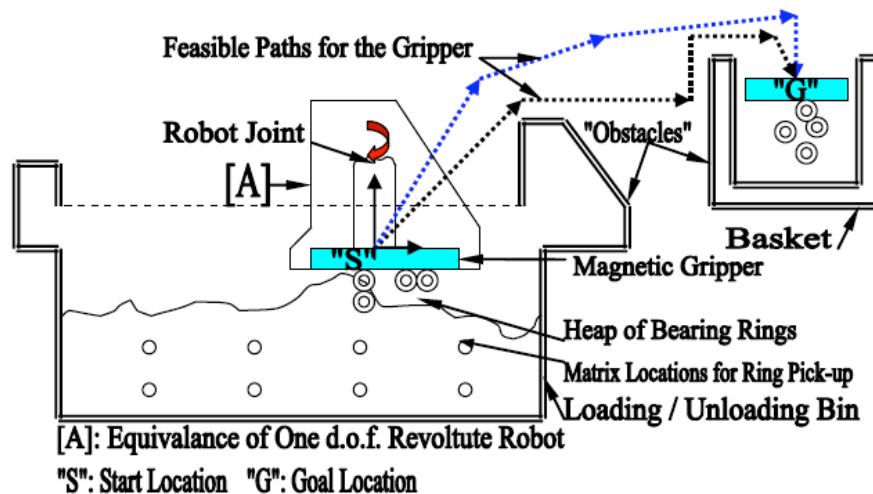 Feasible Paths for the Gripper
"G"
Robot Joint
"Obstacles"
[A]
Basket
"S"
Magnetic Gripper
Heap of Bearing Rings
Matrix Locations for Ring Pick-up
Loading / Unloading Bin
[A]: Equivalance of One d.o.f. Revoltute Robot
"S": Start Location "G": Goal Location